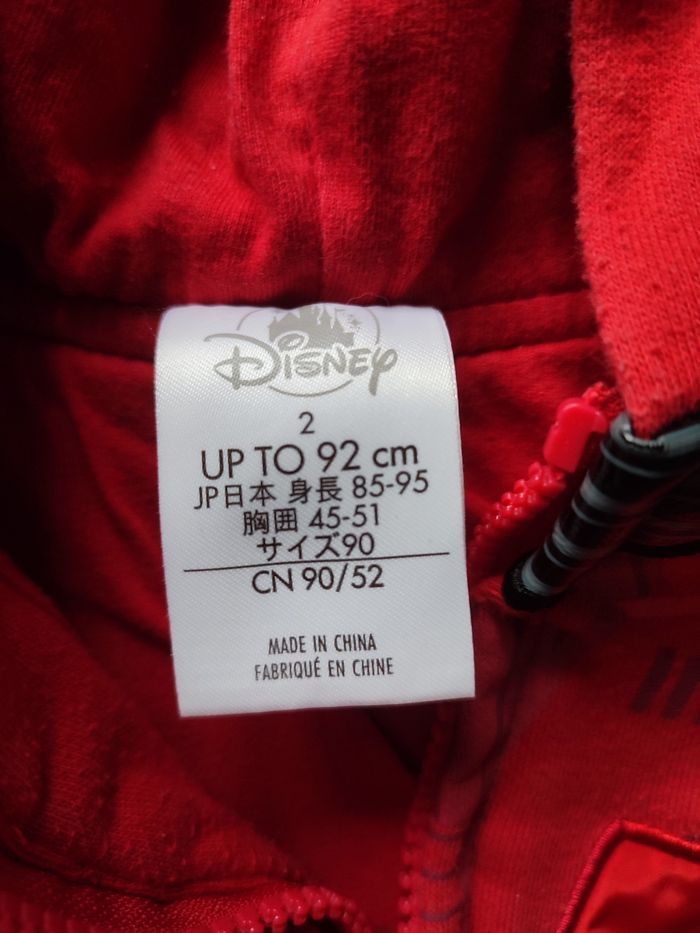 Disney
2
UP TO 92 cm
JP日本 身長 85-95
胸囲 45-51
サイズ90
CN 90/52
MADE IN CHINA
FABRIQUÉ EN CHINE